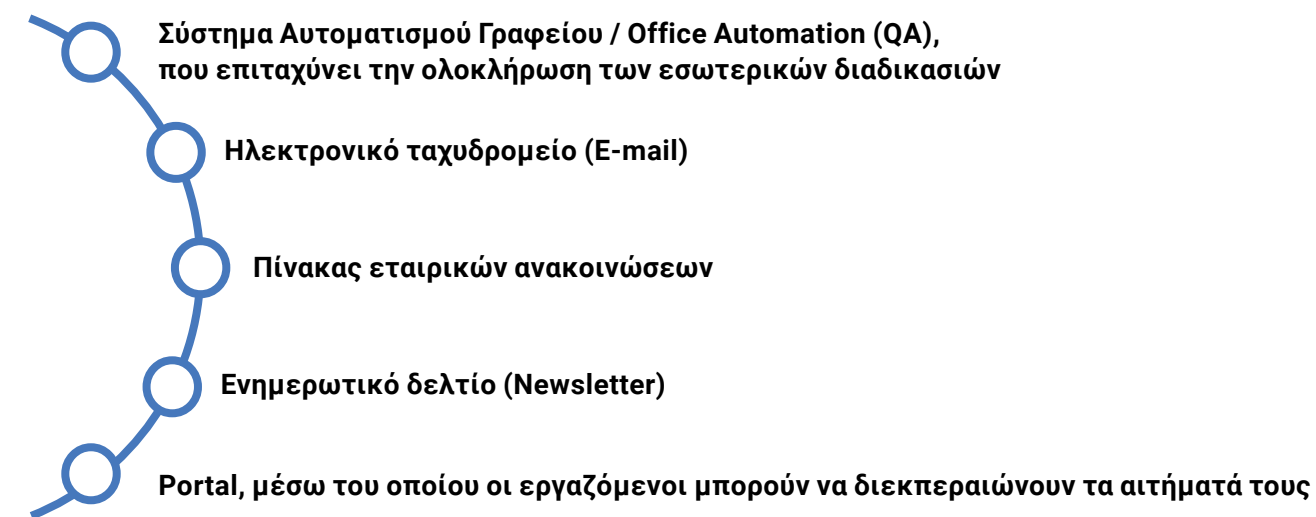 Σύστημα Αυτοματισμού Γραφείου / Office Automation (QA),
που επιταχύνει την ολοκλήρωση των εσωτερικών διαδικασιών
Ηλεκτρονικό ταχυδρομείο (E-mail)
Πίνακας εταιρικών ανακοινώσεων
Ενημερωτικό δελτίο (Newsletter)
Portal, μέσω του οποίου οι εργαζόμενοι μπορούν να διεκπεραιώνουν τα αιτήματά τους